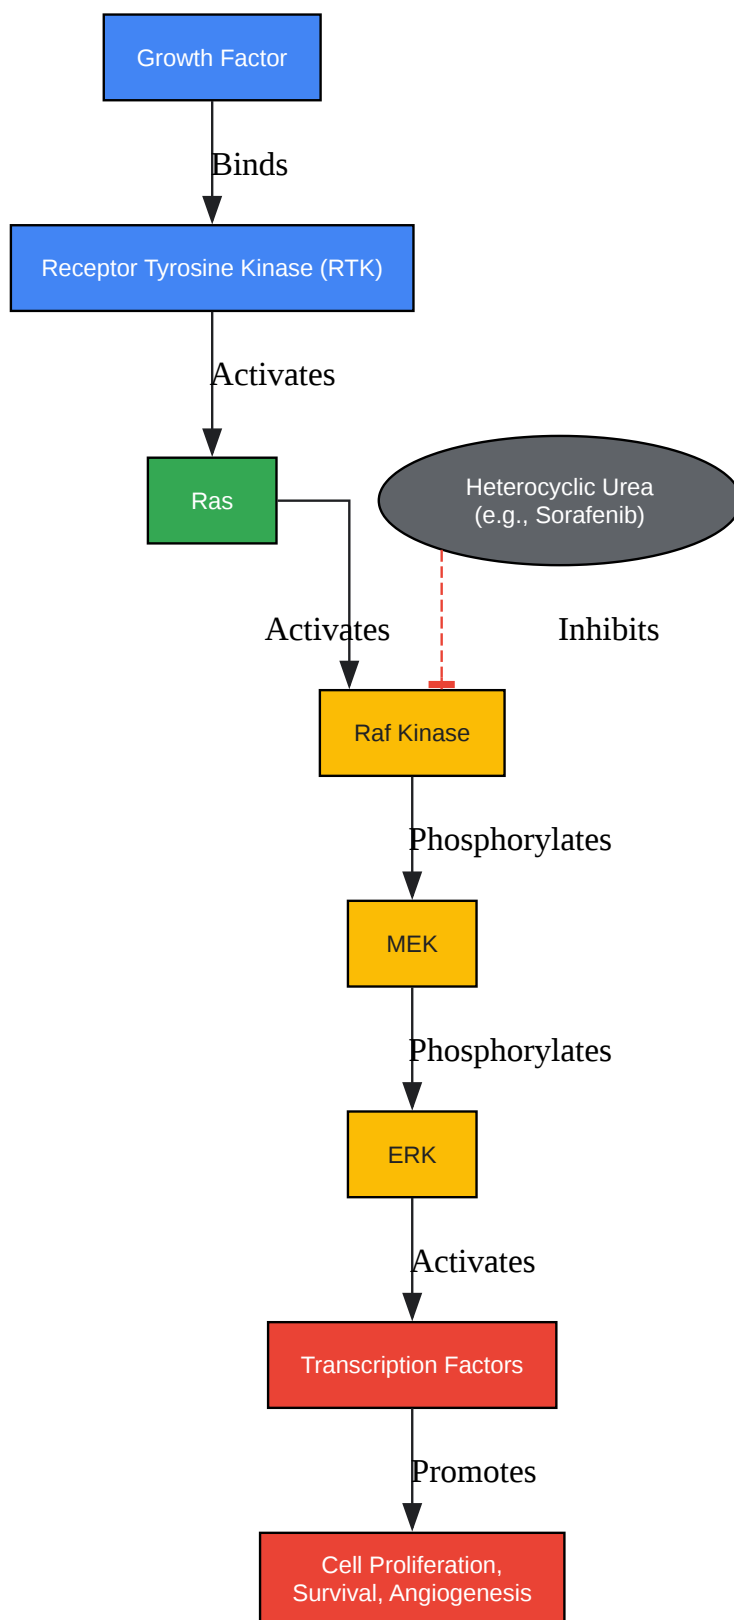 Growth Factor
Binds
Receptor Tyrosine Kinase (RTK)
Activates
Ras
Heterocyclic Urea
(e.g., Sorafenib)
Activates
Inhibits
Raf Kinase
Phosphorylates
MEK
Phosphorylates
ERK
Activates
Transcription Factors
Promotes
Cell Proliferation,
Survival, Angiogenesis